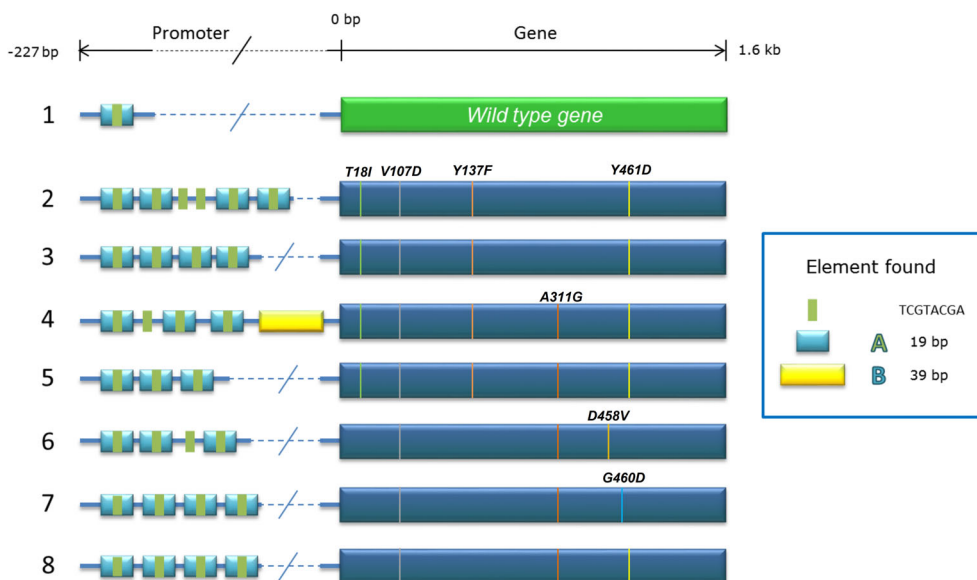 0 bp
Promoter
Gene
-227 bp
1.6 kb
1
Wild type gene
T18I V107D Y137F Y461D
2
3
A311G
4
5
D458V
6
G460D
7
8
Element found
TCGTACGA
A 19 bp
B 39 bp